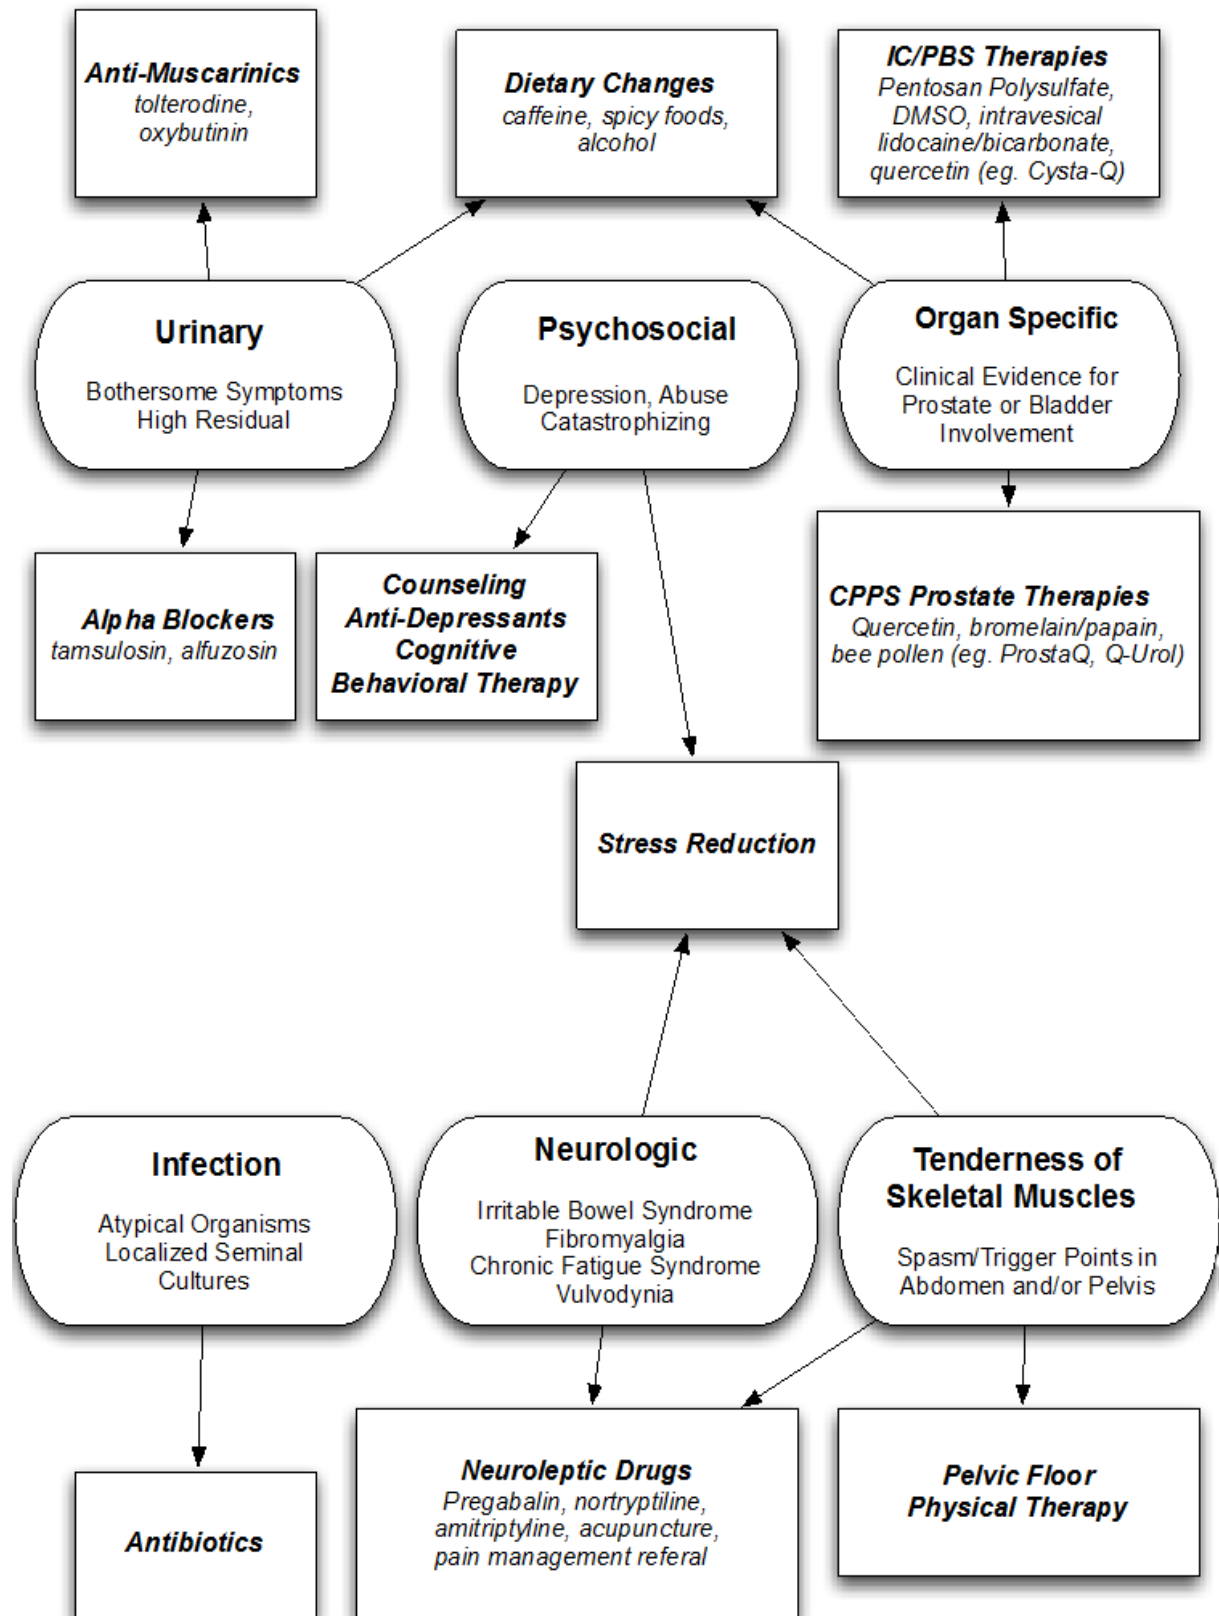 Anti-Muscarinics
tolterodine,
oxybutinin
Dietary Changes
caffeine, spicy foods,
alcohol
IC/PBS Therapies
Pentosan Polysulfate,
DMSO, intravesical
lidocaine/bicarbonate,
quercetin (eg. Cysta-Q)
Urinary
Bothersome Symptoms
High Residual
Psychosocial
Depression, Abuse
Catastrophizing
Organ Specific
Clinical Evidence for
Prostate or Bladder
Involvement
Alpha Blockers
tamsulosin, alfuzosin
Counseling
Anti-Depressants
Cognitive
Behavioral Therapy
CPPS Prostate Therapies
Quercetin, bromelain/papain,
bee pollen (eg. ProstaQ, Q-Urol)
Stress Reduction
Infection
Atypical Organisms
Localized Seminal
Cultures
Neurologic
Irritable Bowel Syndrome
Fibromyalgia
Chronic Fatigue Syndrome
Vulvodynia
Tenderness of
Skeletal Muscles
Spasm/Trigger Points in
Abdomen and/or Pelvis
Antibiotics
Neuroleptic Drugs
Pregabalin, nortryptiline,
amitriptyline, acupuncture,
pain management referal
Pelvic Floor
Physical Therapy